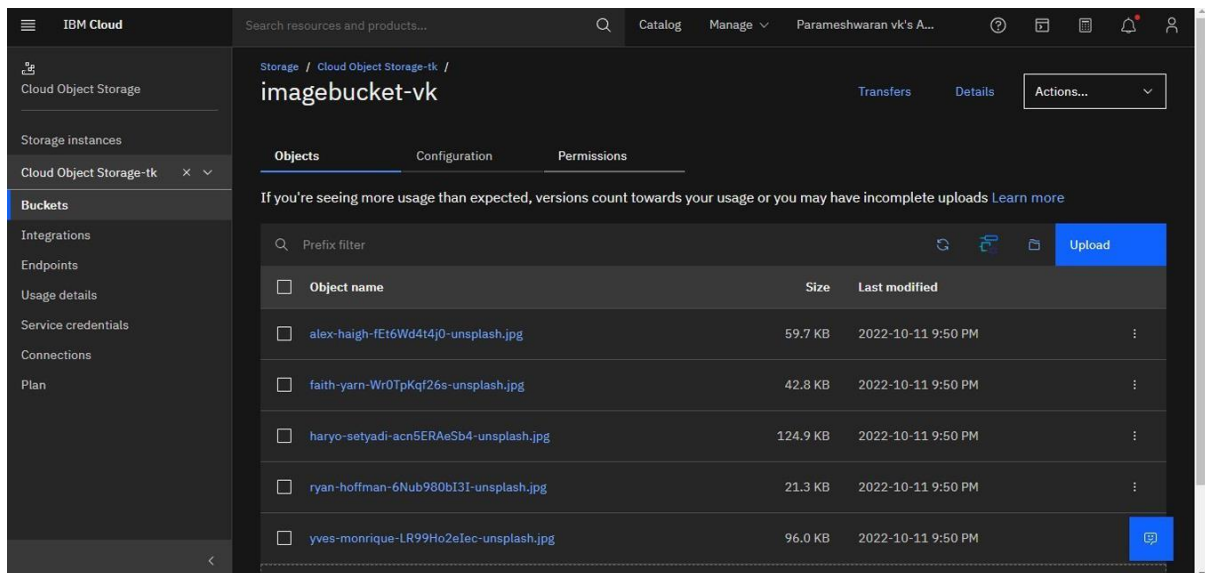 IBM Cloud
Search resources and products...
Catalog
Manage
Parameshwaran vk's A...
Cloud Object Storage
Storage instances
Cloud Object Storage-tk
Buckets
Integrations
Endpoints
Usage details
Service credentials
Connections
Plan
Storage / Cloud Object Storage-tk /
imagebucket-vk
Transfers
Details
Actions...
Objects
Configuration
Permissions
If you're seeing more usage than expected, versions count towards your usage or you may have incomplete uploads Learn more
Prefix filter
Upload
Object name Size Last modified
alex-haigh-fEt6Wd4t4j0-unsplash.jpg 59.7 KB 2022-10-11 9:50 PM
faith-yarn-Wr0TpKqf26s-unsplash.jpg 42.8 KB 2022-10-11 9:50 PM
haryo-setyadi-acn5ERAeSb4-unsplash.jpg 124.9 KB 2022-10-11 9:50 PM
ryan-hoffman-6Nub980bI3I-unsplash.jpg 21.3 KB 2022-10-11 9:50 PM
yves-monrique-LR99Ho2eIec-unsplash.jpg 96.0 KB 2022-10-11 9:50 PM